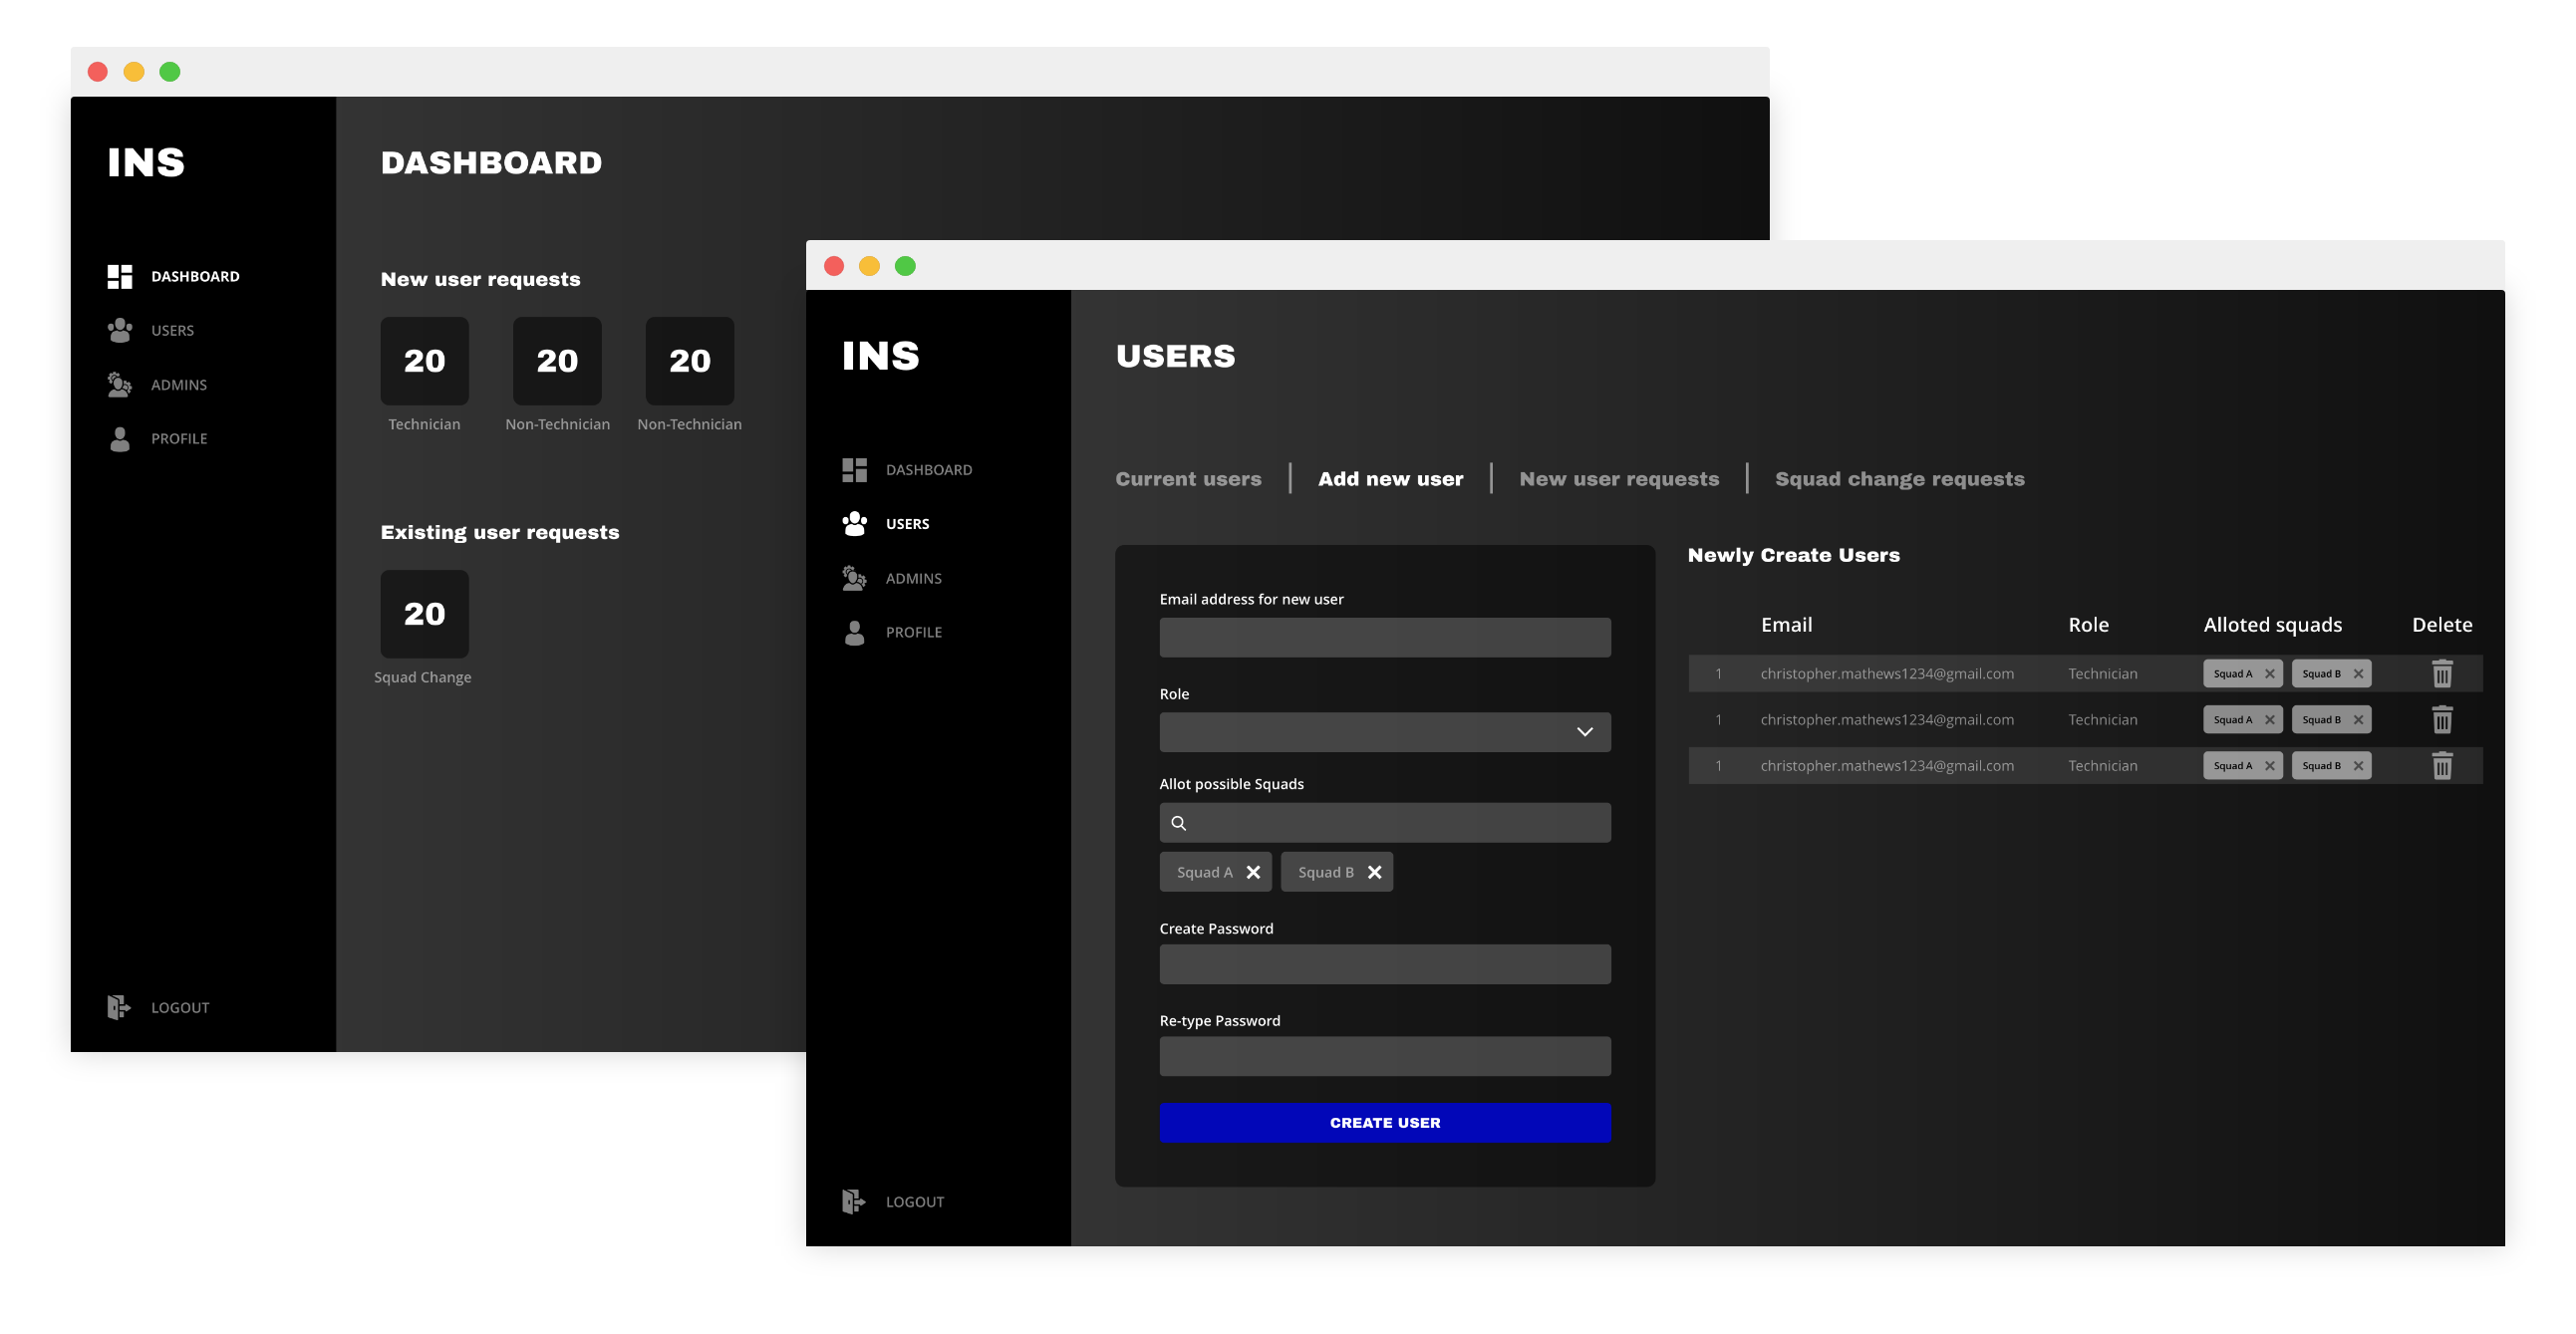 INS
DASHBOARD
USERS
ADMINS
PROFILE
LOGOUT
DASHBOARD
New user requests
20 20 20
Technician Non-Technician Non-Technician
Existing user requests
20
Squad Change
INS
DASHBOARD
USERS
ADMINS
PROFILE
LOGOUT
USERS
Current users Add new user New user requests Squad change requests
Email address for new user
Role
Allot possible Squads
Squad A Squad B
Create Password
Re-type Password
CREATE USER
Newly Create Users
Email Role Alloted squads Delete
1 christopher.mathews1234@gmail.com Technician Squad A Squad B
1 christopher.mathews1234@gmail.com Technician Squad A Squad B
1 christopher.mathews1234@gmail.com Technician Squad A Squad B